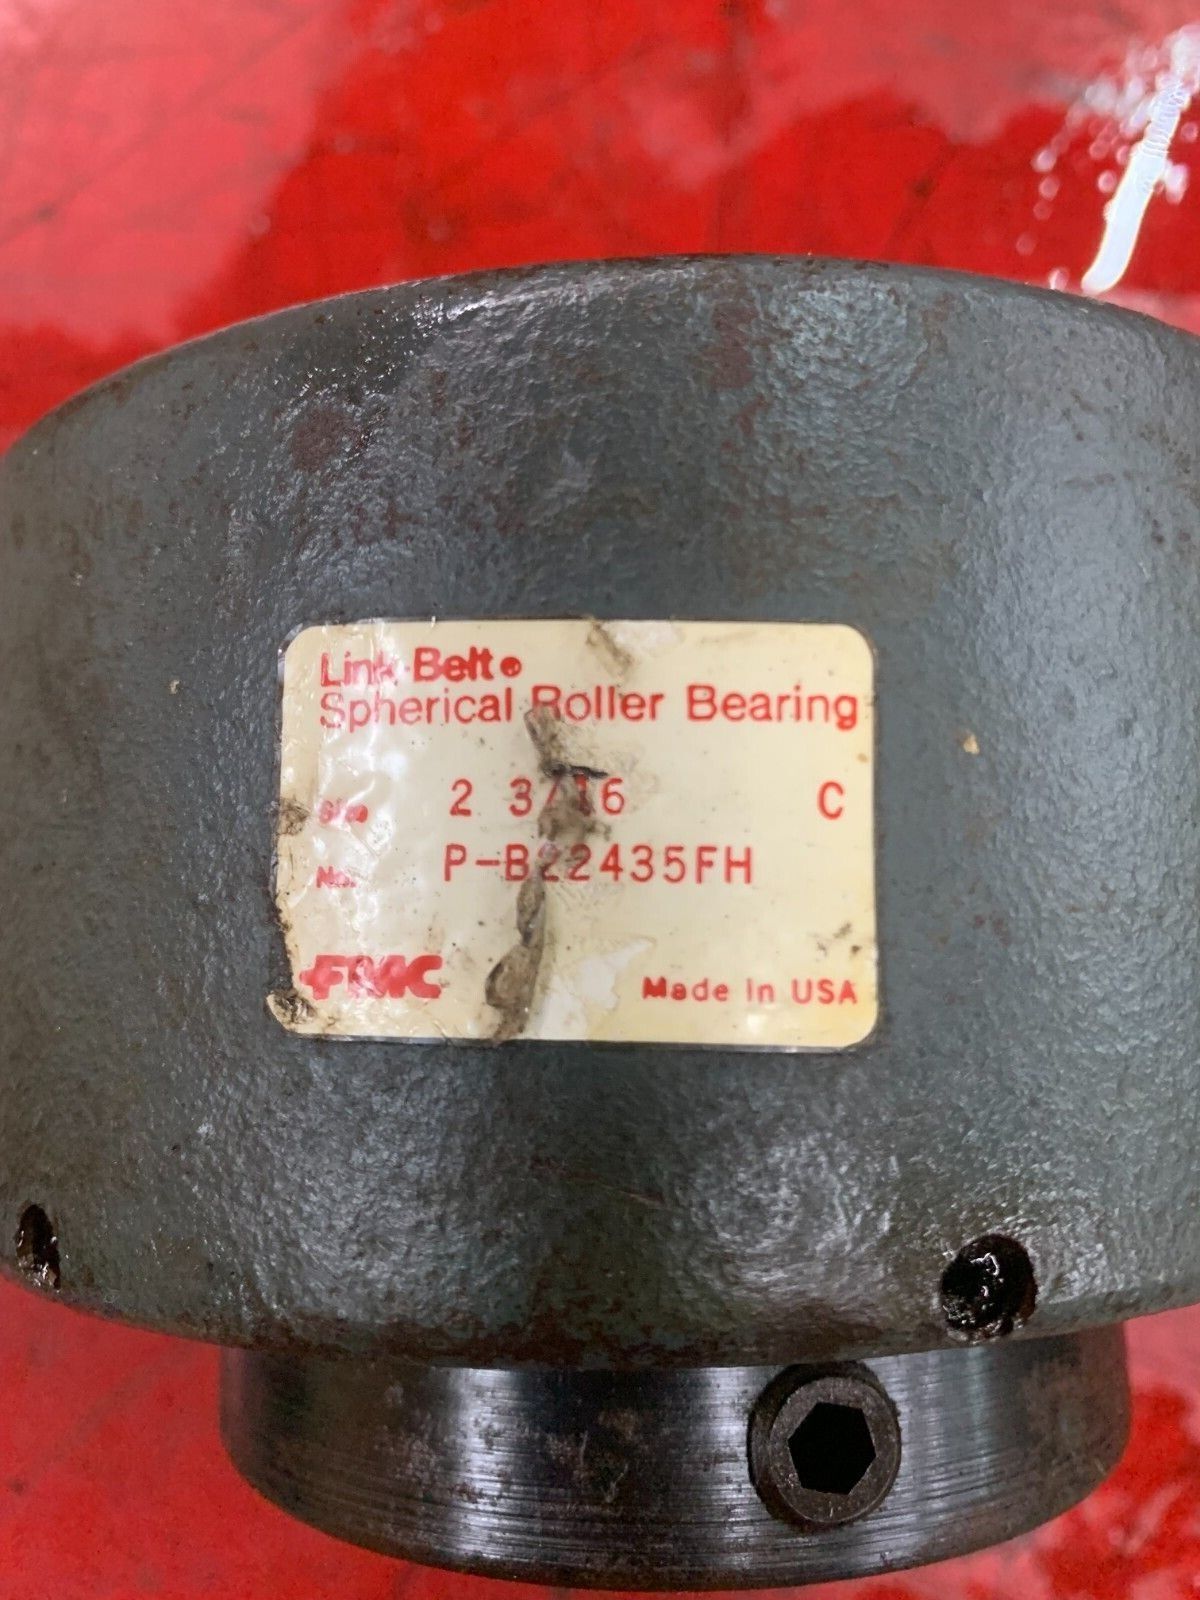 Link-Belt®
Spherical Roller Bearing
Size 2 3/16 C
No. P-B22435FH
FMC Made in USA